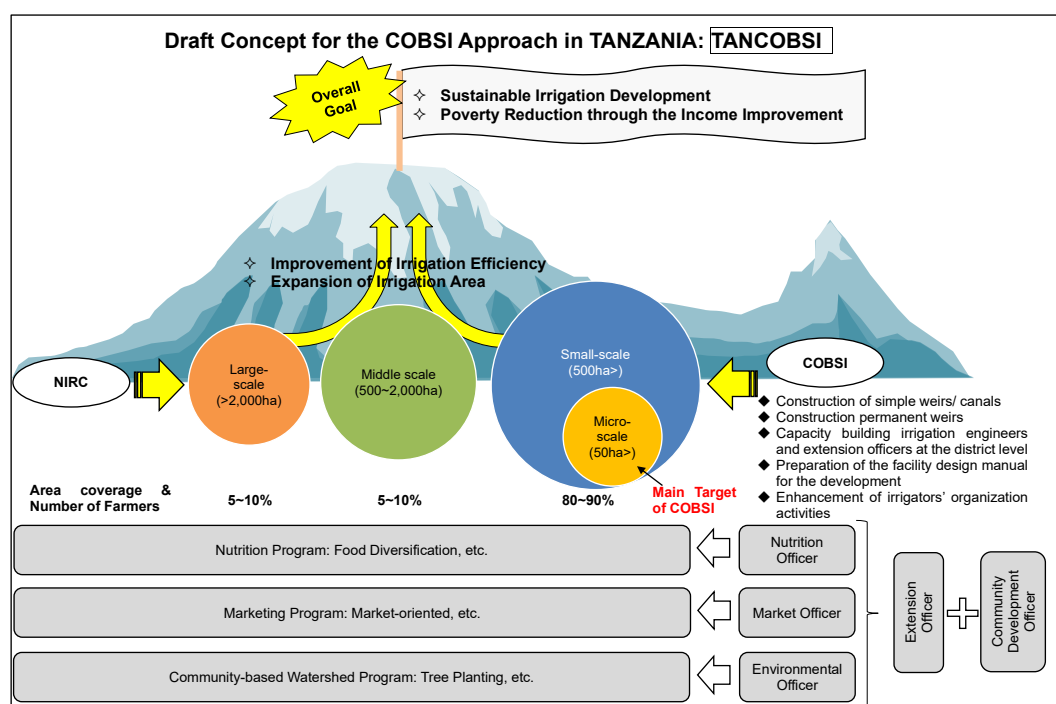 Draft Concept for the COBSI Approach in TANZANIA: TANCOBSI
Overall
Goal
✧ Sustainable Irrigation Development
✧ Poverty Reduction through the Income Improvement
✧ Improvement of Irrigation Efficiency
✧ Expansion of Irrigation Area
NIRC
Large-
scale
(>2,000ha)
Middle scale
(500~2,000ha)
Small-scale
(500ha>)
Micro-
scale
(50ha>)
COBSI
◆ Construction of simple weirs/ canals
◆ Construction permanent weirs
◆ Capacity building irrigation engineers
and extension officers at the district level
◆ Preparation of the facility design manual
for the development
◆ Enhancement of irrigators' organization
activities
Area coverage &
Number of Farmers
5~10%
5~10%
80~90%
Main Target
of COBSI
Nutrition Program: Food Diversification, etc.
Nutrition
Officer
Marketing Program: Market-oriented, etc.
Market Officer
Community-based Watershed Program: Tree Planting, etc.
Environmental
Officer
Extension
Officer
Community
Development
Officer